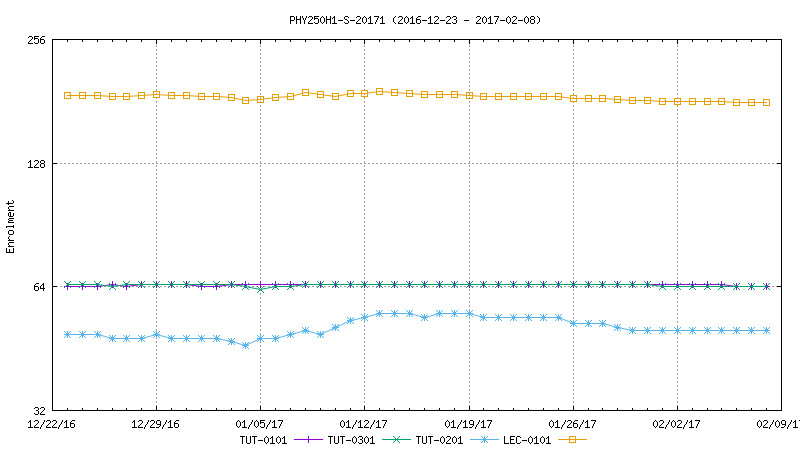 PHY250H1-S-20171 (2016-12-23 - 2017-02-08)
256
128
Enrolment
64
32
12/22/16 12/29/16 01/05/17 01/12/17 01/19/17 01/26/17 02/02/17 02/09/17
TUT-0101 TUT-0301 TUT-0201 LEC-0101